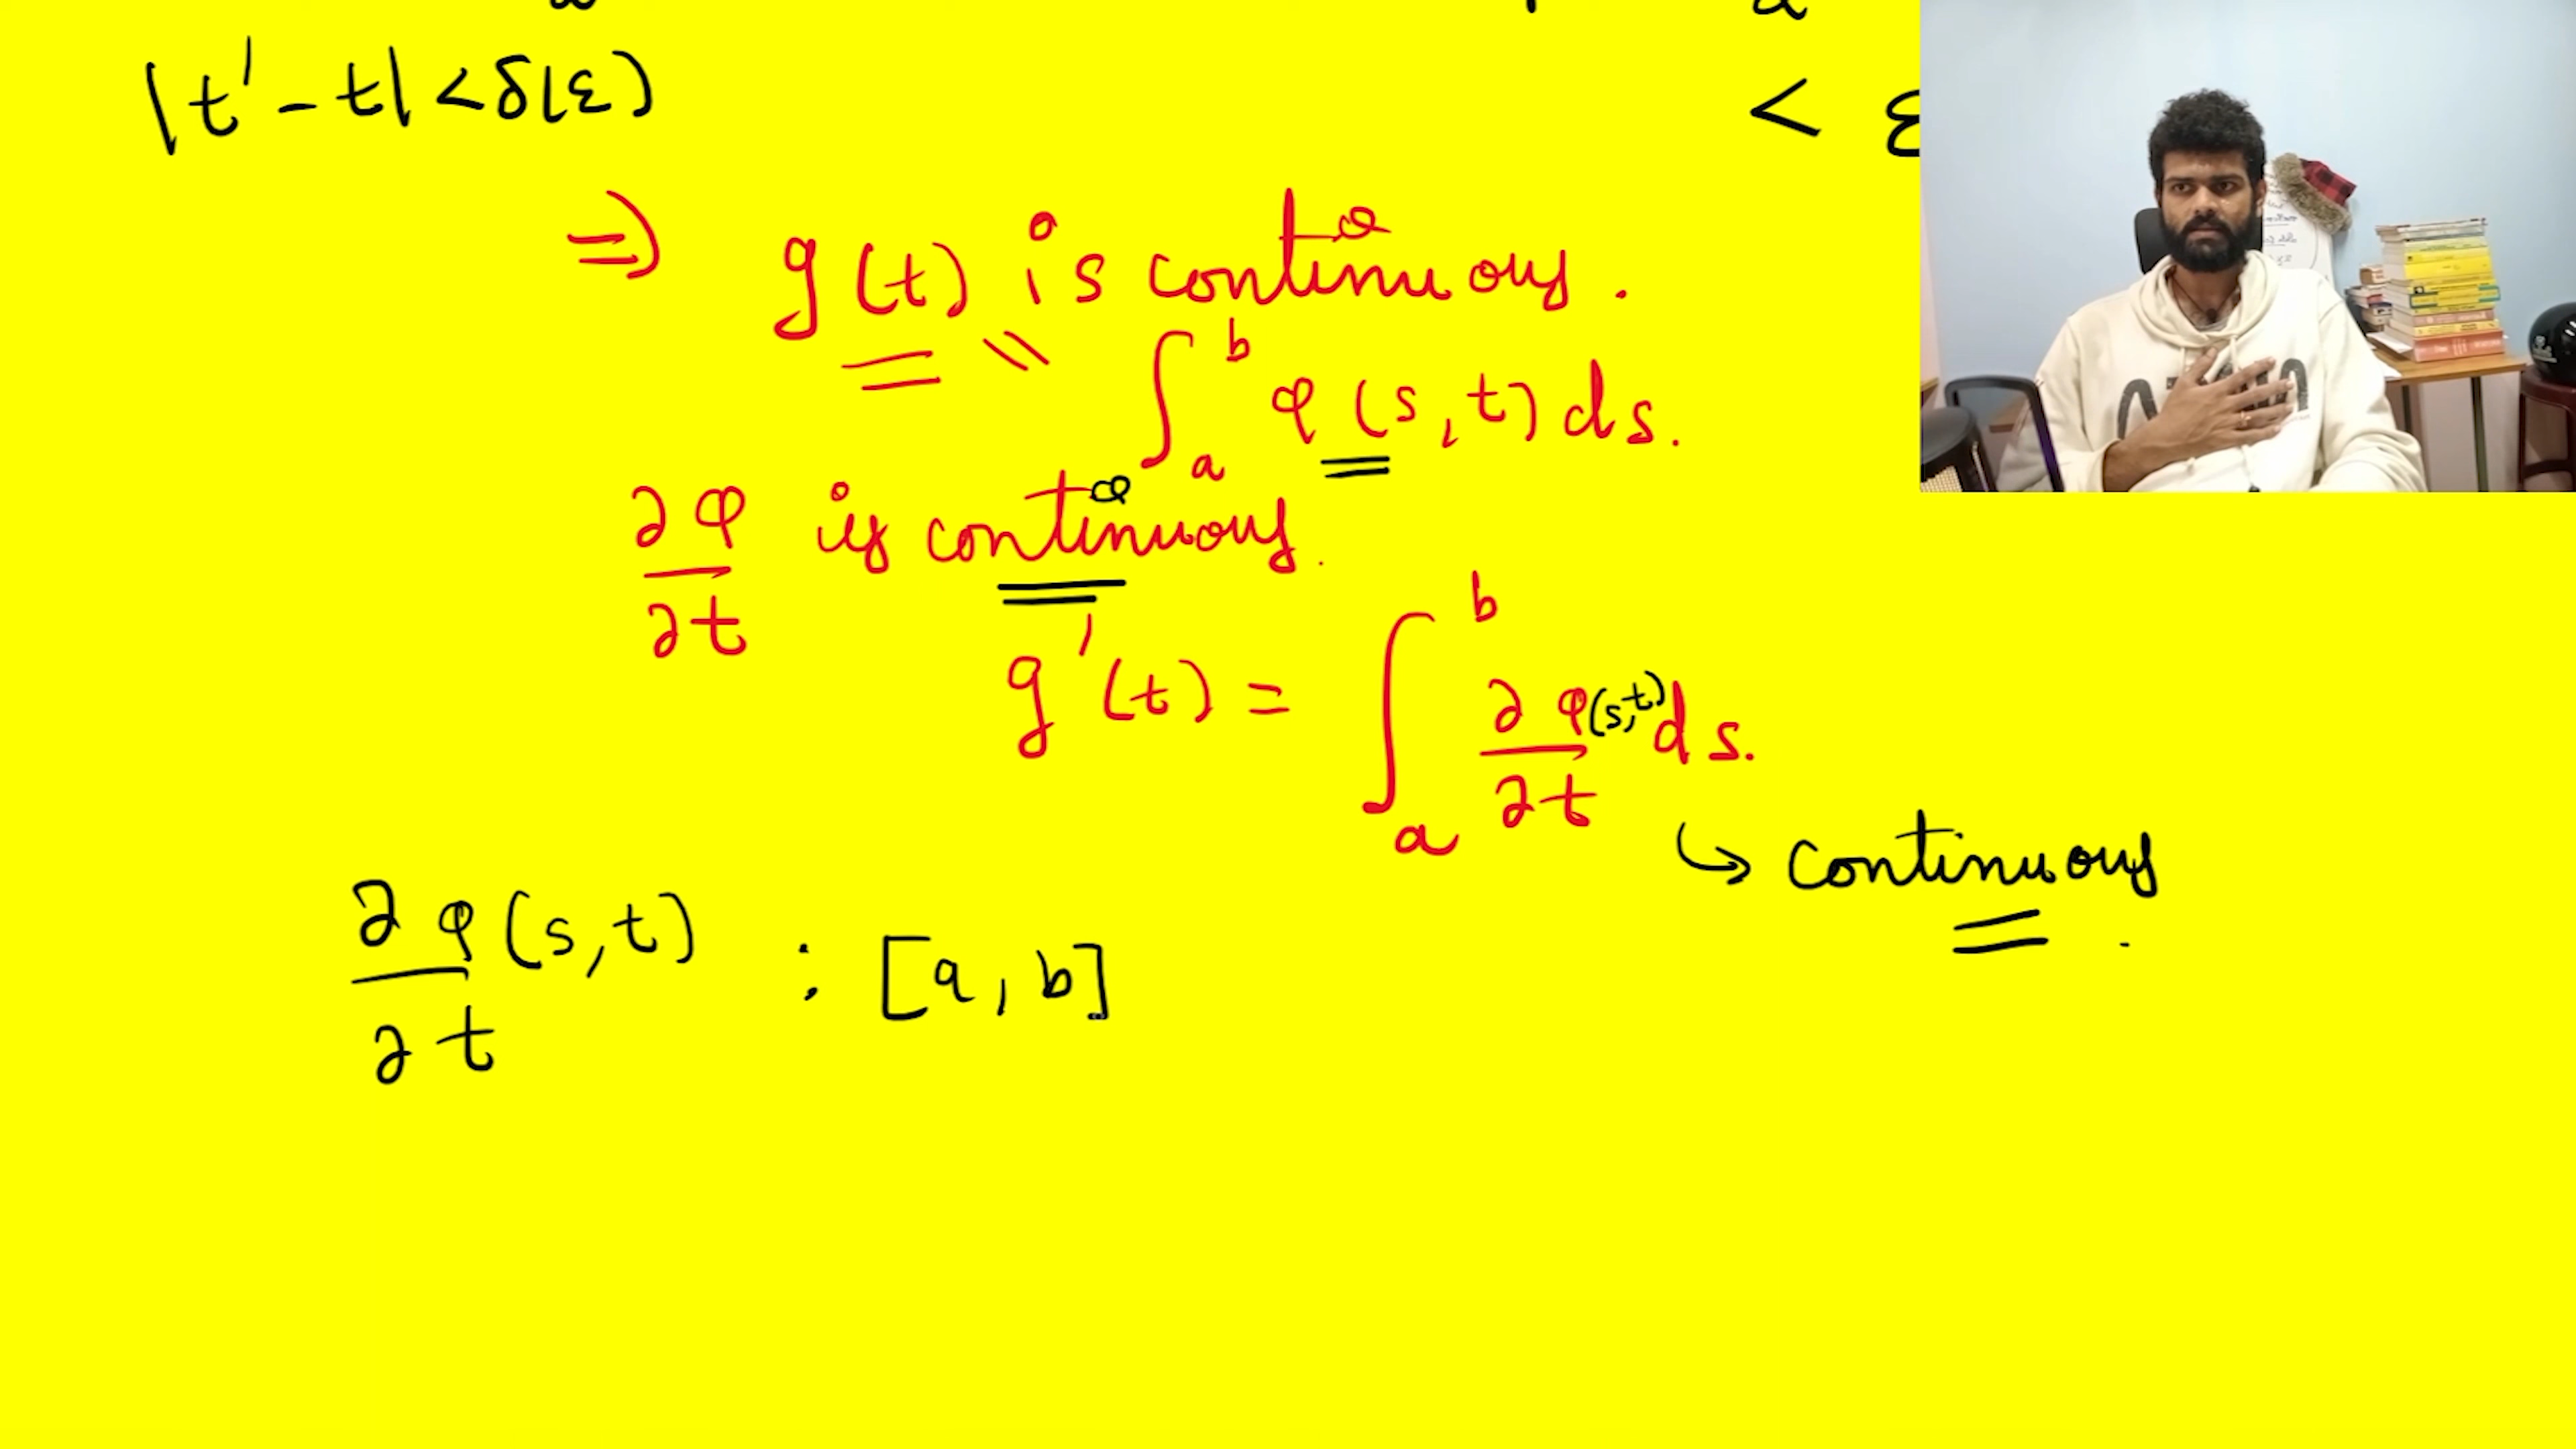 |t' - t| < δ(ε)
< ε
⇒ g(t) is continuous.
∫_a^b φ(s,t) ds.
∂φ/∂t is continuous.
g'(t) = ∫_a^b ∂φ(s,t)/∂t ds.
↳ continuous.
∂φ(s,t)/∂t : [a, b]